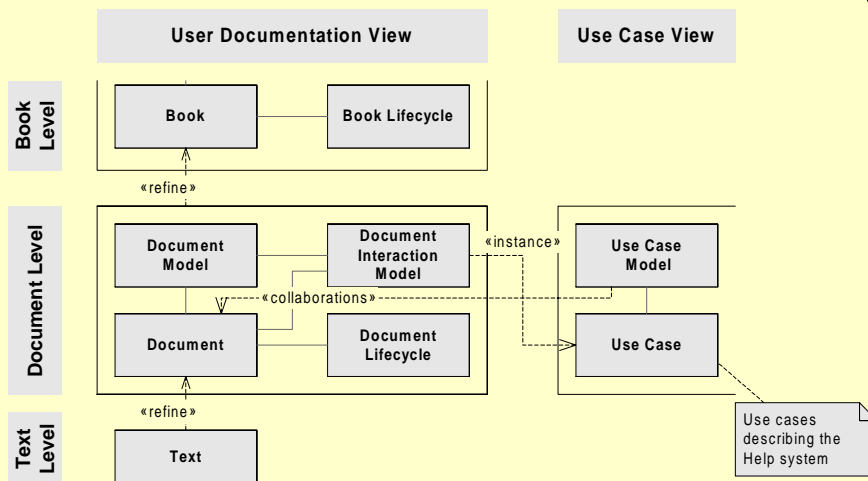 User Documentation View
Use Case View
Book
Level
Book
Book Lifecycle
«refine»
Document Level
Document
Model
Document
Interaction
Model
«instance»
Use Case
Model
«collaborations»
Document
Document
Lifecycle
Use Case
«refine»
Text
Level
Text
Use cases
describing the
Help system